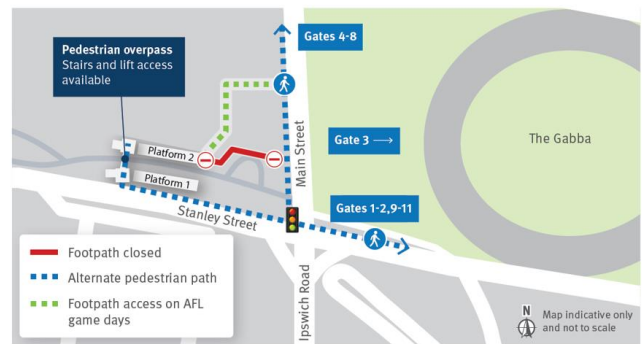 Pedestrian overpass
Stairs and lift access
available
Gates 4-8
Platform 2
Platform 1
Main Street
Gate 3
The Gabba
Gates 1-2,9-11
Stanley Street
Ipswich Road
Footpath closed
Alternate pedestrian path
Footpath access on AFL
game days
N
Map indicative only
and not to scale